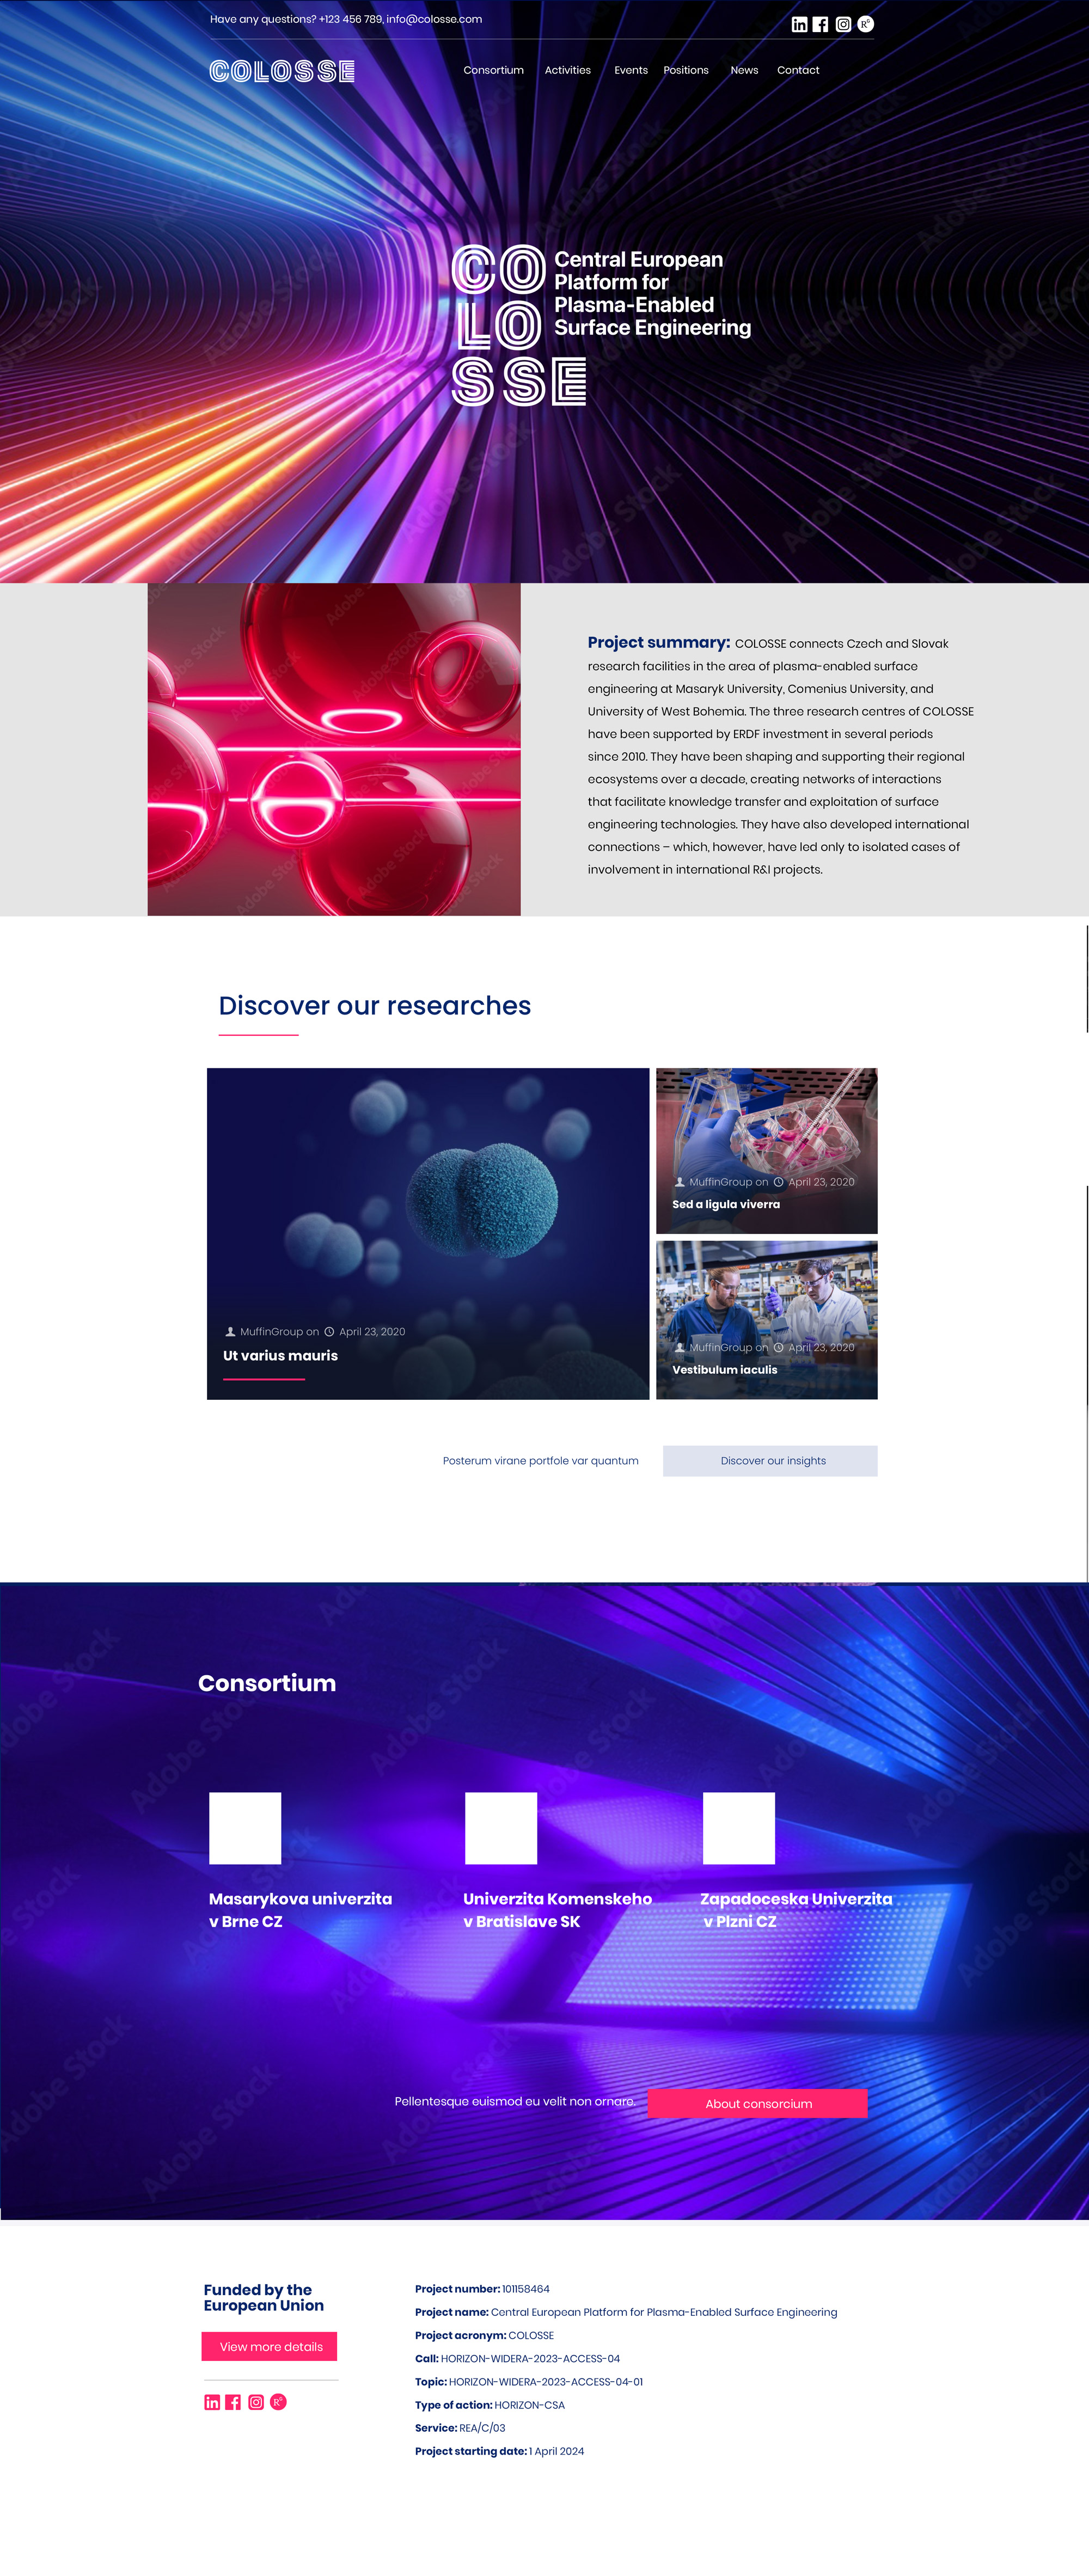 Have any questions? +123 456 789, info@colosse.com
COLOSSE
Consortium Activities Events Positions News Contact
CO
LO
SSE
Central European
Platform for
Plasma-Enabled
Surface Engineering
Project summary: COLOSSE connects Czech and Slovak
research facilities in the area of plasma-enabled surface
engineering at Masaryk University, Comenius University, and
University of West Bohemia. The three research centres of COLOSSE
have been supported by ERDF investment in several periods
since 2010. They have been shaping and supporting their regional
ecosystems over a decade, creating networks of interactions
that facilitate knowledge transfer and exploitation of surface
engineering technologies. They have also developed international
connections – which, however, have led only to isolated cases of
involvement in international R&I projects.
Discover our researches
MuffinGroup on April 23, 2020
Ut varius mauris
MuffinGroup on April 23, 2020
Sed a ligula viverra
MuffinGroup on April 23, 2020
Vestibulum iaculis
Posterum virane portfole var quantum
Discover our insights
Consortium
Masarykova univerzita
v Brne CZ
Univerzita Komenskeho
v Bratislave SK
Zapadoceska Univerzita
v Plzni CZ
Pellentesque euismod eu velit non ornare.
About consorcium
Funded by the
European Union
View more details
Project number: 101158464
Project name: Central European Platform for Plasma-Enabled Surface Engineering
Project acronym: COLOSSE
Call: HORIZON-WIDERA-2023-ACCESS-04
Topic: HORIZON-WIDERA-2023-ACCESS-04-01
Type of action: HORIZON-CSA
Service: REA/C/03
Project starting date: 1 April 2024
Adobe Stock